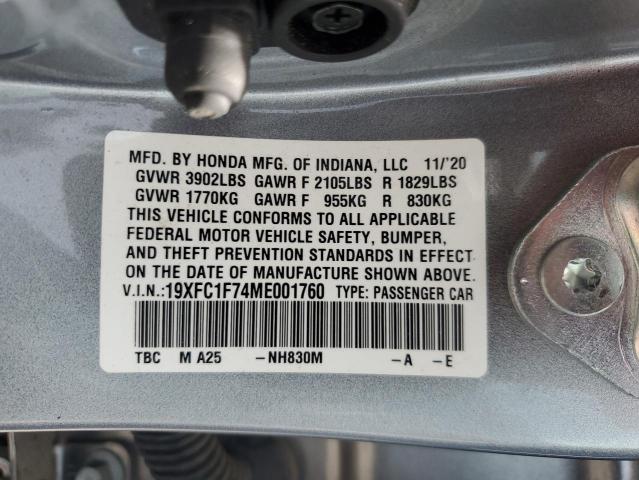 MFD. BY HONDA MFG. OF INDIANA, LLC 11/'20
GVWR 3902LBS GAWR F 2105LBS R 1829LBS
GVWR 1770KG GAWR F 955KG R 830KG
THIS VEHICLE CONFORMS TO ALL APPLICABLE
FEDERAL MOTOR VEHICLE SAFETY, BUMPER,
AND THEFT PREVENTION STANDARDS IN EFFECT
ON THE DATE OF MANUFACTURE SHOWN ABOVE.
V.I.N.:19XFC1F74ME001760 TYPE: PASSENGER CAR
TBC M A25 -NH830M -A -E